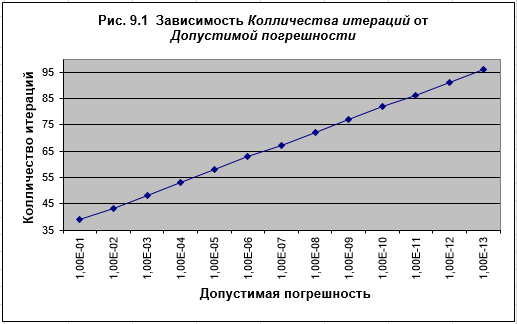 Рис. 9.1 Зависимость Колличества итераций от
Допустимой погрешности
Колличество итераций
95
85
75
65
55
45
35
1,00E-01
1,00E-02
1,00E-03
1,00E-04
1,00E-05
1,00E-06
1,00E-07
1,00E-08
1,00E-09
1,00E-10
1,00E-11
1,00E-12
1,00E-13
Допустимая погрешность